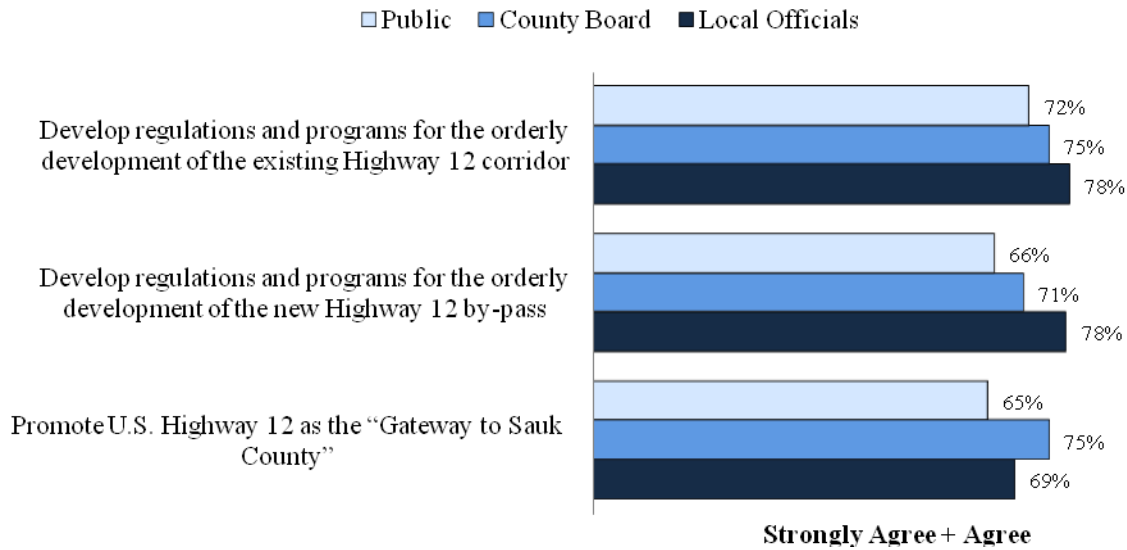 Public County Board Local Officials
Develop regulations and programs for the orderly
development of the existing Highway 12 corridor
72%
75%
78%
Develop regulations and programs for the orderly
development of the new Highway 12 by-pass
66%
71%
78%
Promote U.S. Highway 12 as the “Gateway to Sauk
County”
65%
75%
69%
Strongly Agree + Agree